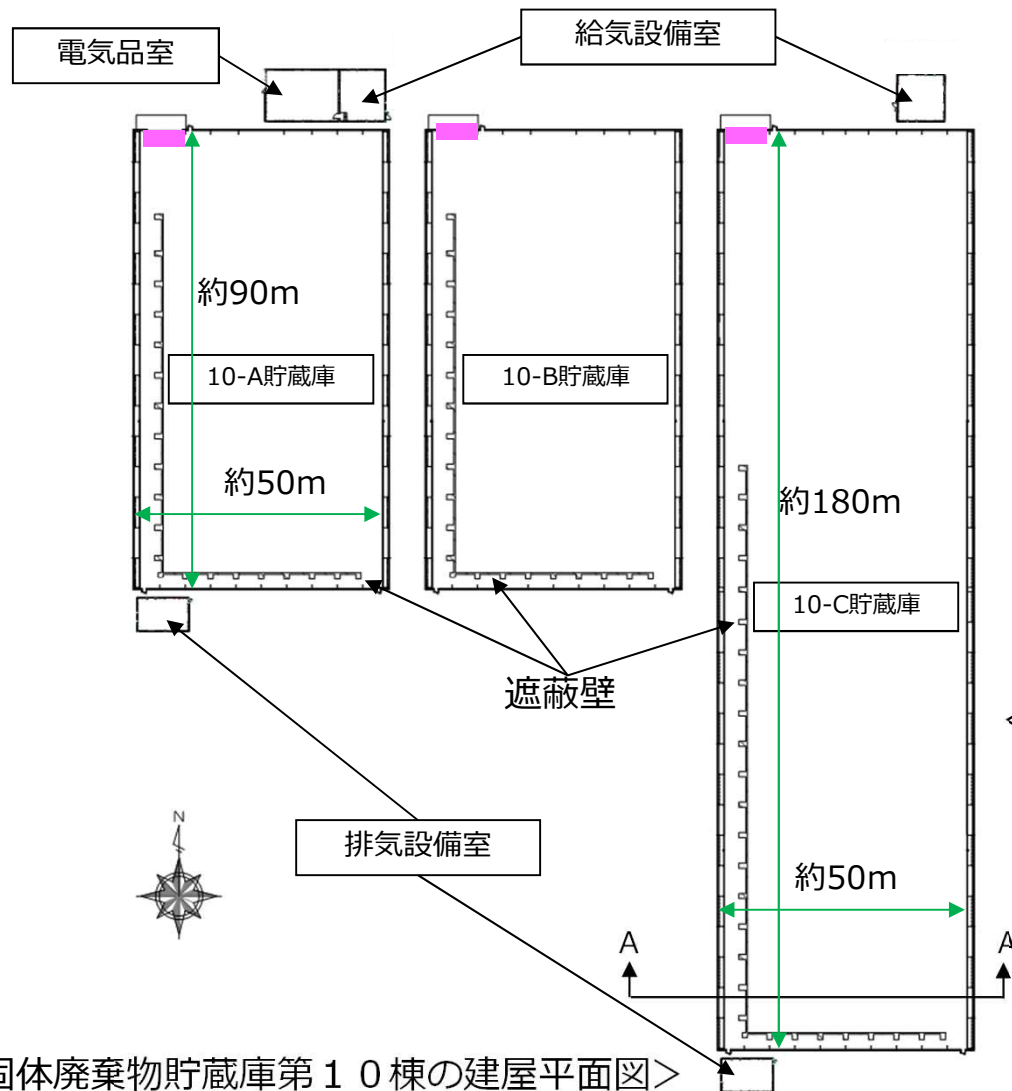 電気品室
給気設備室
約90m
10-A貯蔵庫
10-B貯蔵庫
約50m
約180m
10-C貯蔵庫
遮蔽壁
N
排気設備室
約50m
A
A
固体廃棄物貯蔵庫第１０棟の建屋平面図＞